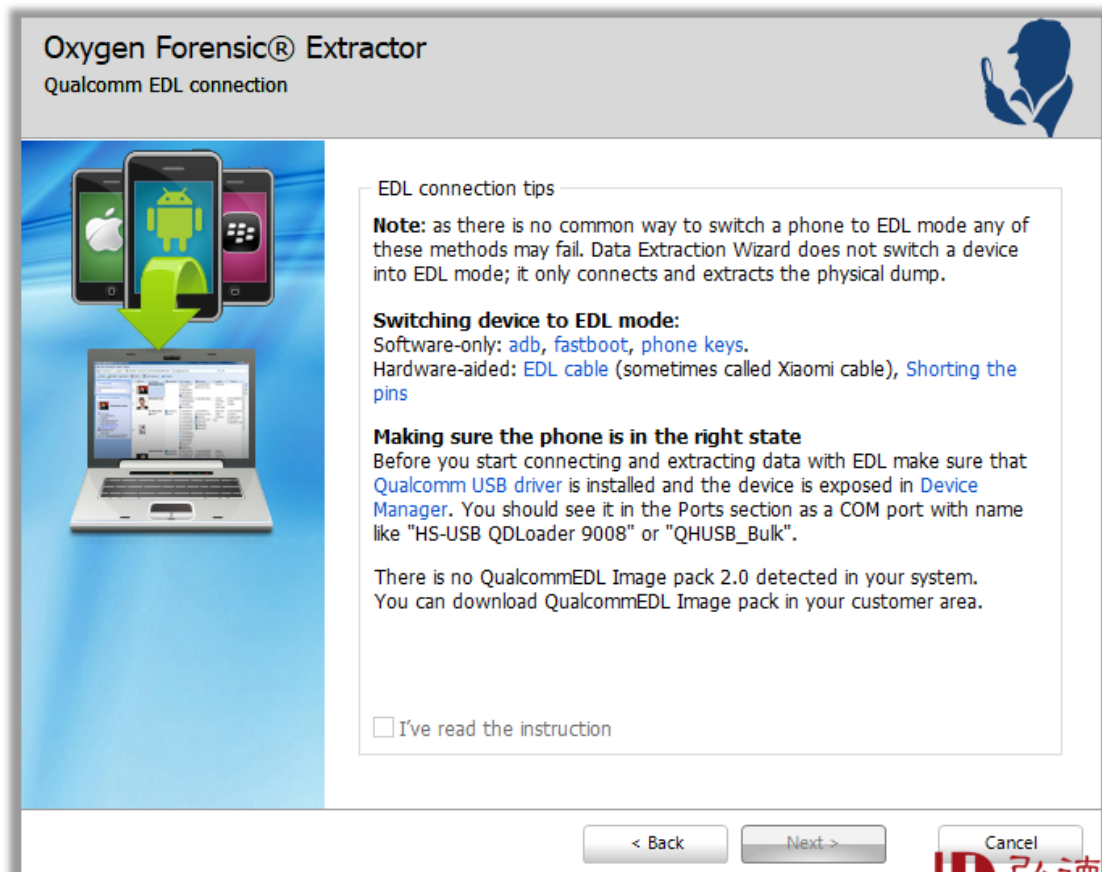 Oxygen Forensic® Extractor
Qualcomm EDL connection
EDL connection tips
Note: as there is no common way to switch a phone to EDL mode any of
these methods may fail. Data Extraction Wizard does not switch a device
into EDL mode; it only connects and extracts the physical dump.
Switching device to EDL mode:
Software-only: adb, fastboot, phone keys.
Hardware-aided: EDL cable (sometimes called Xiaomi cable), Shorting the
pins
Making sure the phone is in the right state
Before you start connecting and extracting data with EDL make sure that
Qualcomm USB driver is installed and the device is exposed in Device
Manager. You should see it in the Ports section as a COM port with name
like "HS-USB QDLoader 9008" or "QHUSB_Bulk".
There is no QualcommEDL Image pack 2.0 detected in your system.
You can download QualcommEDL Image pack in your customer area.
I've read the instruction
< Back Next > Cancel